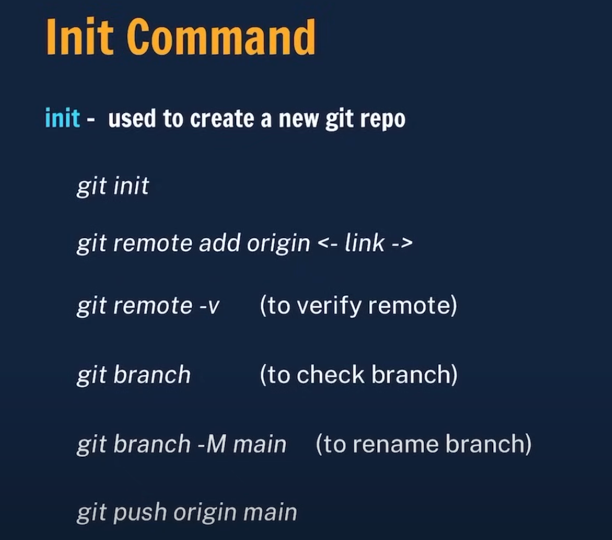 Init Command
init - used to create a new git repo
git init
git remote add origin <- link ->
git remote -v (to verify remote)
git branch (to check branch)
git branch -M main (to rename branch)
git push origin main